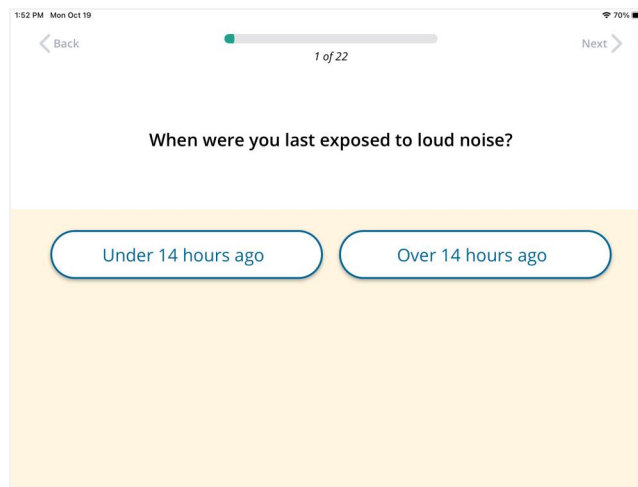 1:52 PM Mon Oct 19
70%
Back
Next
1 of 22
When were you last exposed to loud noise?
Under 14 hours ago
Over 14 hours ago